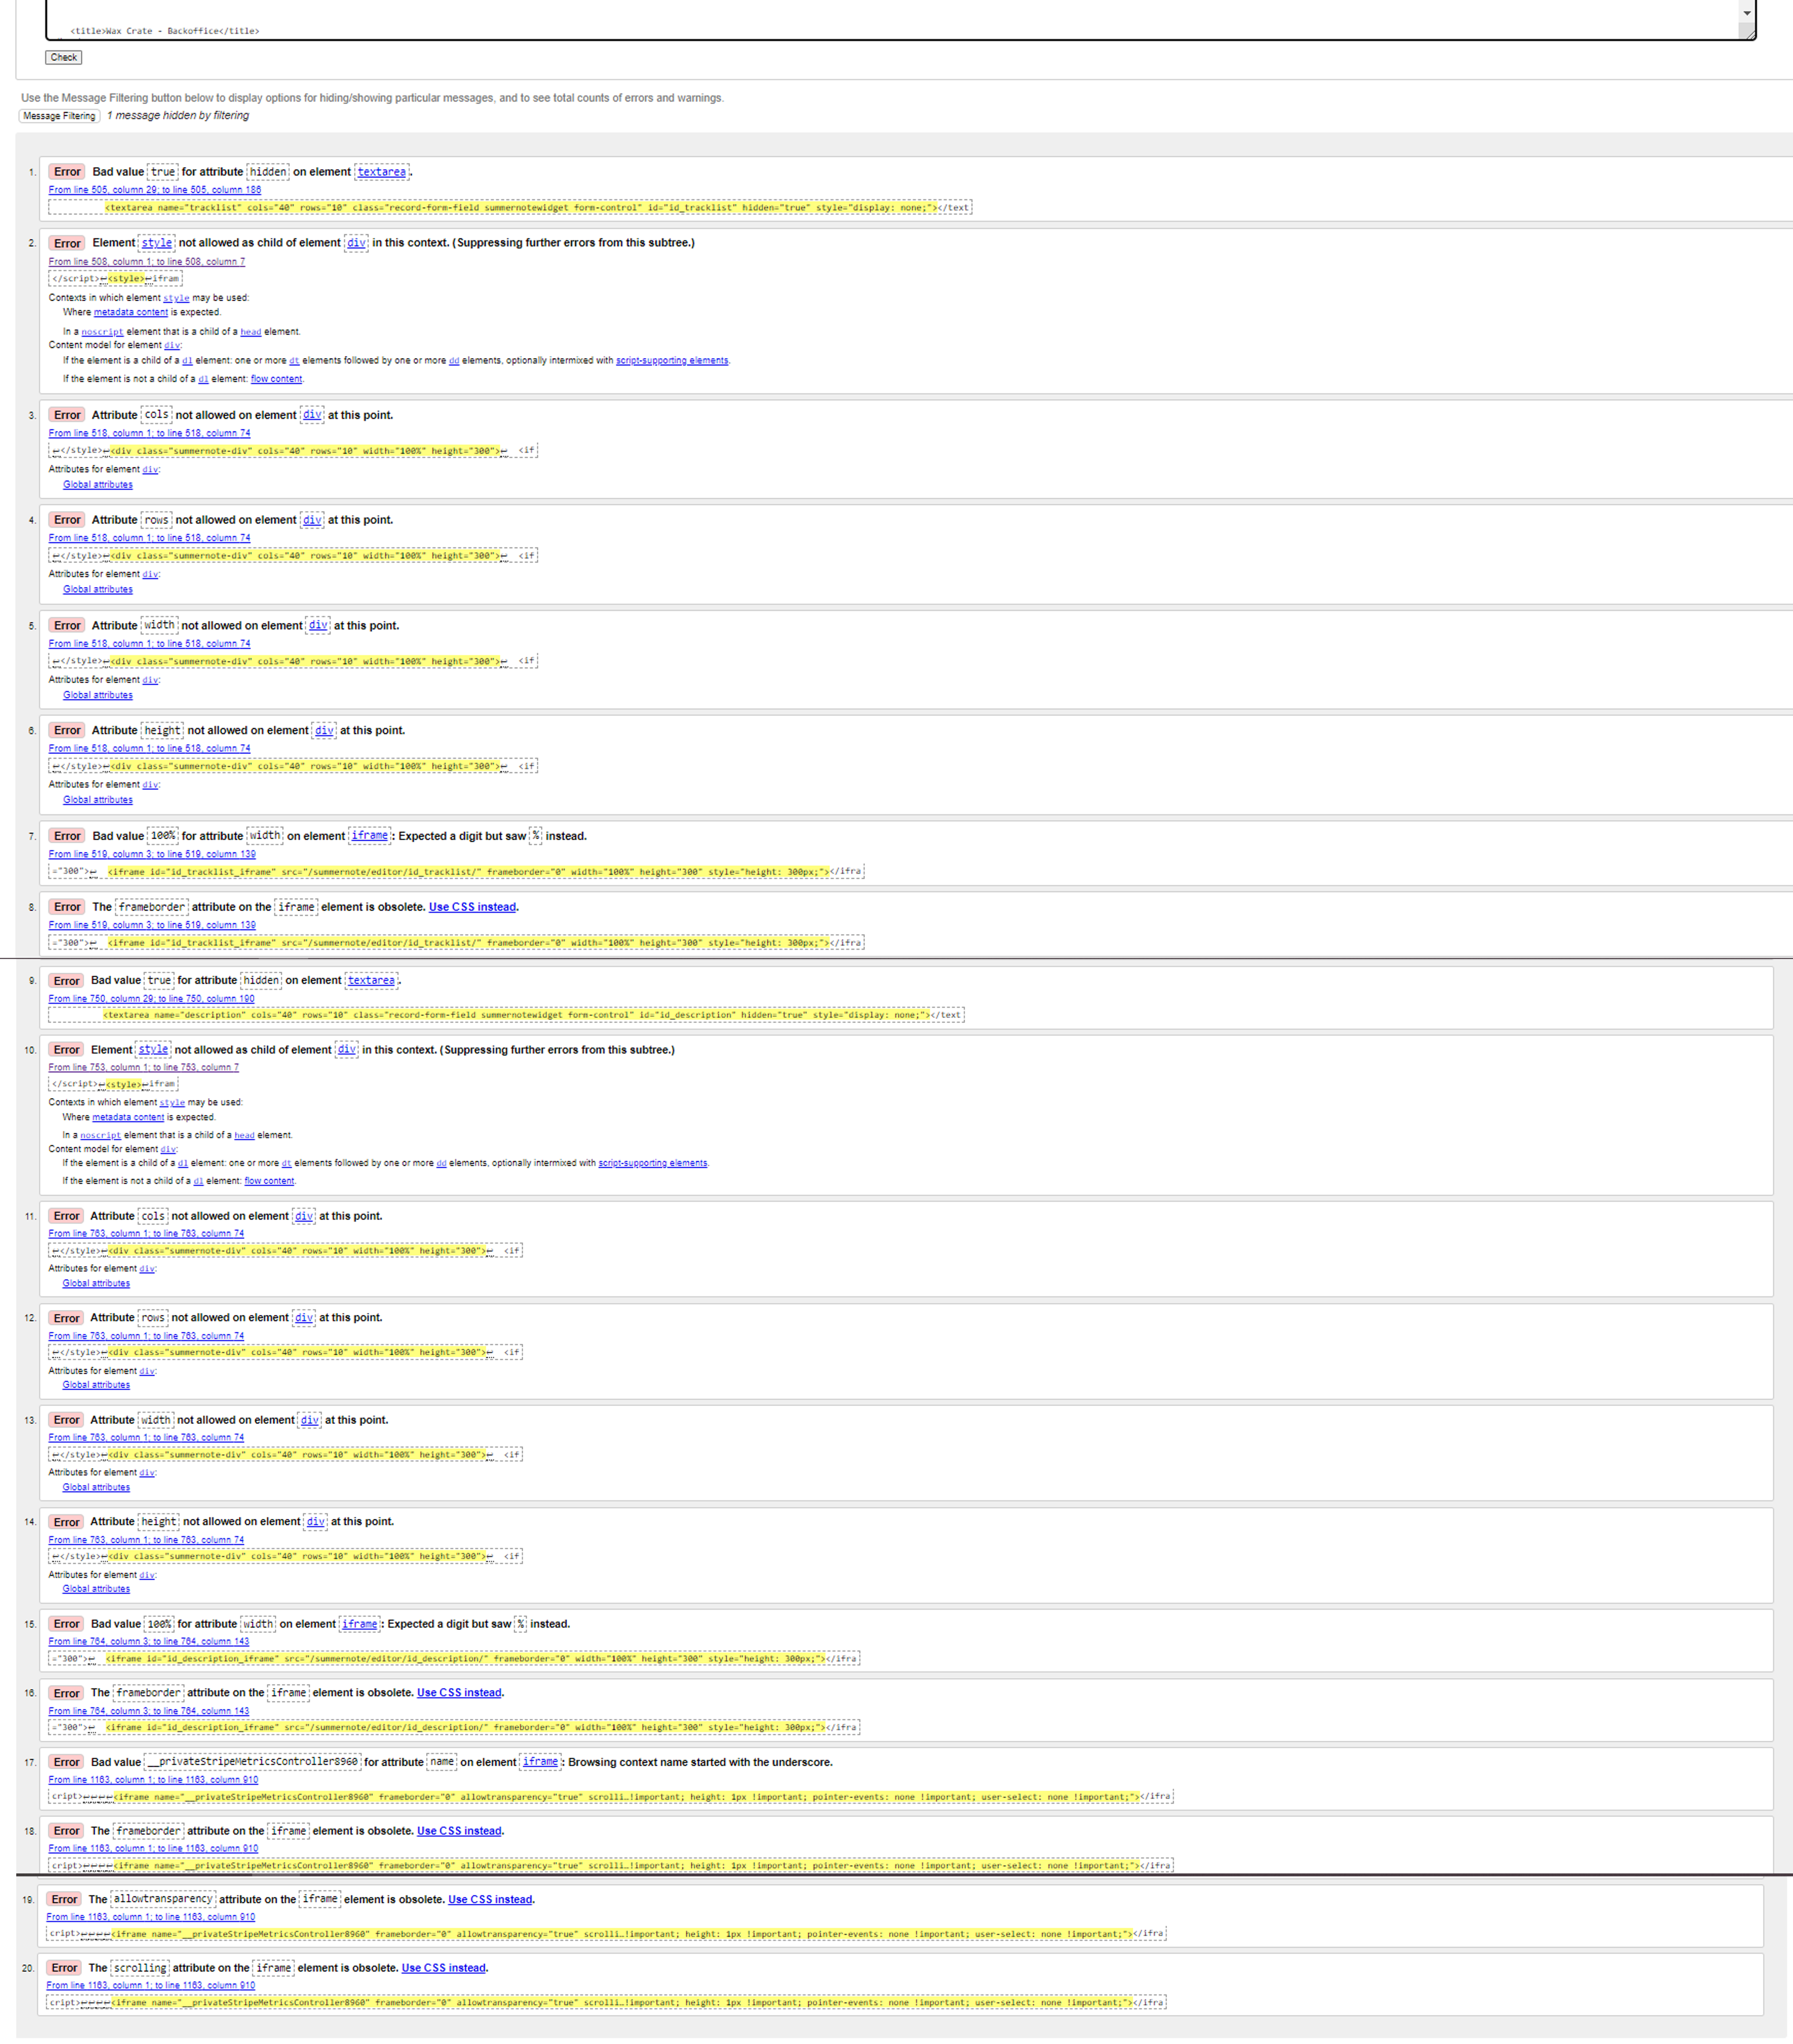 <title>Wax Crate - Backoffice</title>
Check
Use the Message Filtering button below to display options for hiding/showing particular messages, and to see total counts of errors and warnings.
Message Filtering 1 message hidden by filtering
1. Error Bad value true for attribute hidden on element textarea.
From line 505, column 29; to line 505, column 186
<textarea name="tracklist" cols="40" rows="10" class="record-form-field summernotewidget form-control" id="id_tracklist" hidden="true" style="display: none;"></text
2. Error Element style not allowed as child of element div in this context. (Suppressing further errors from this subtree.)
From line 508, column 1; to line 508, column 7
</script>↩<style>↩ifram
Contexts in which element style may be used:
Where metadata content is expected.
In a noscript element that is a child of a head element.
Content model for element div:
If the element is a child of a dl element: one or more dt elements followed by one or more dd elements, optionally intermixed with script-supporting elements.
If the element is not a child of a dl element: flow content.
3. Error Attribute cols not allowed on element div at this point.
From line 518, column 1; to line 518, column 74
↩</style>↩<div class="summernote-div" cols="40" rows="10" width="100%" height="300">↩ <if
Attributes for element div:
Global attributes
4. Error Attribute rows not allowed on element div at this point.
From line 518, column 1; to line 518, column 74
↩</style>↩<div class="summernote-div" cols="40" rows="10" width="100%" height="300">↩ <if
Attributes for element div:
Global attributes
5. Error Attribute width not allowed on element div at this point.
From line 518, column 1; to line 518, column 74
↩</style>↩<div class="summernote-div" cols="40" rows="10" width="100%" height="300">↩ <if
Attributes for element div:
Global attributes
6. Error Attribute height not allowed on element div at this point.
From line 518, column 1; to line 518, column 74
↩</style>↩<div class="summernote-div" cols="40" rows="10" width="100%" height="300">↩ <if
Attributes for element div:
Global attributes
7. Error Bad value 100% for attribute width on element iframe: Expected a digit but saw % instead.
From line 519, column 3; to line 519, column 139
="300">↩ <iframe id="id_tracklist_iframe" src="/summernote/editor/id_tracklist/" frameborder="0" width="100%" height="300" style="height: 300px;"></ifra
8. Error The frameborder attribute on the iframe element is obsolete. Use CSS instead.
From line 519, column 3; to line 519, column 139
="300">↩ <iframe id="id_tracklist_iframe" src="/summernote/editor/id_tracklist/" frameborder="0" width="100%" height="300" style="height: 300px;"></ifra
9. Error Bad value true for attribute hidden on element textarea.
From line 750, column 29; to line 750, column 190
<textarea name="description" cols="40" rows="10" class="record-form-field summernotewidget form-control" id="id_description" hidden="true" style="display: none;"></text
10. Error Element style not allowed as child of element div in this context. (Suppressing further errors from this subtree.)
From line 753, column 1; to line 753, column 7
</script>↩<style>↩ifram
Contexts in which element style may be used:
Where metadata content is expected.
In a noscript element that is a child of a head element.
Content model for element div:
If the element is a child of a dl element: one or more dt elements followed by one or more dd elements, optionally intermixed with script-supporting elements.
If the element is not a child of a dl element: flow content.
11. Error Attribute cols not allowed on element div at this point.
From line 763, column 1; to line 763, column 74
↩</style>↩<div class="summernote-div" cols="40" rows="10" width="100%" height="300">↩ <if
Attributes for element div:
Global attributes
12. Error Attribute rows not allowed on element div at this point.
From line 763, column 1; to line 763, column 74
↩</style>↩<div class="summernote-div" cols="40" rows="10" width="100%" height="300">↩ <if
Attributes for element div:
Global attributes
13. Error Attribute width not allowed on element div at this point.
From line 763, column 1; to line 763, column 74
↩</style>↩<div class="summernote-div" cols="40" rows="10" width="100%" height="300">↩ <if
Attributes for element div:
Global attributes
14. Error Attribute height not allowed on element div at this point.
From line 763, column 1; to line 763, column 74
↩</style>↩<div class="summernote-div" cols="40" rows="10" width="100%" height="300">↩ <if
Attributes for element div:
Global attributes
15. Error Bad value 100% for attribute width on element iframe: Expected a digit but saw % instead.
From line 764, column 3; to line 764, column 143
="300">↩ <iframe id="id_description_iframe" src="/summernote/editor/id_description/" frameborder="0" width="100%" height="300" style="height: 300px;"></ifra
16. Error The frameborder attribute on the iframe element is obsolete. Use CSS instead.
From line 764, column 3; to line 764, column 143
="300">↩ <iframe id="id_description_iframe" src="/summernote/editor/id_description/" frameborder="0" width="100%" height="300" style="height: 300px;"></ifra
17. Error Bad value __privateStripeMetricsController8960 for attribute name on element iframe: Browsing context name started with the underscore.
From line 1163, column 1; to line 1163, column 910
cript>↩↩↩↩<iframe name="__privateStripeMetricsController8960" frameborder="0" allowtransparency="true" scrolli…!important; height: 1px !important; pointer-events: none !important; user-select: none !important;"></ifra
18. Error The frameborder attribute on the iframe element is obsolete. Use CSS instead.
From line 1163, column 1; to line 1163, column 910
cript>↩↩↩↩<iframe name="__privateStripeMetricsController8960" frameborder="0" allowtransparency="true" scrolli…!important; height: 1px !important; pointer-events: none !important; user-select: none !important;"></ifra
19. Error The allowtransparency attribute on the iframe element is obsolete. Use CSS instead.
From line 1163, column 1; to line 1163, column 910
cript>↩↩↩↩<iframe name="__privateStripeMetricsController8960" frameborder="0" allowtransparency="true" scrolli…!important; height: 1px !important; pointer-events: none !important; user-select: none !important;"></ifra
20. Error The scrolling attribute on the iframe element is obsolete. Use CSS instead.
From line 1163, column 1; to line 1163, column 910
cript>↩↩↩↩<iframe name="__privateStripeMetricsController8960" frameborder="0" allowtransparency="true" scrolli…!important; height: 1px !important; pointer-events: none !important; user-select: none !important;"></ifra